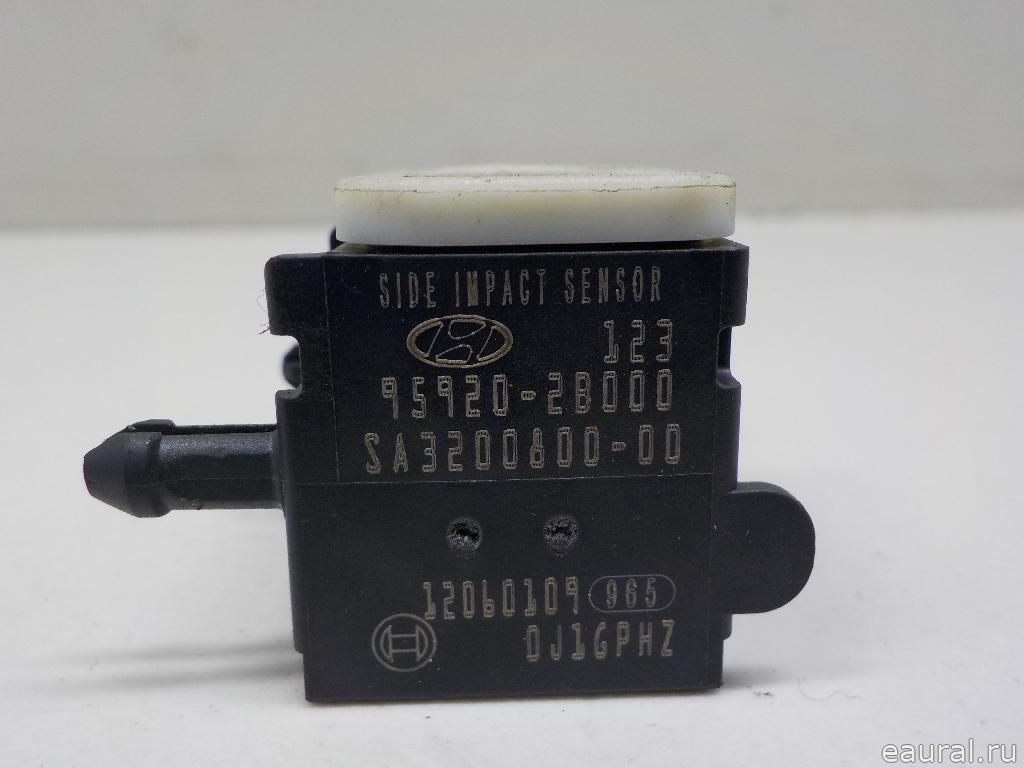 SIDE IMPACT SENSOR
123
95920-2B000
SA3200800-00
12060109 965
0J1GPHZ
eaural.ru